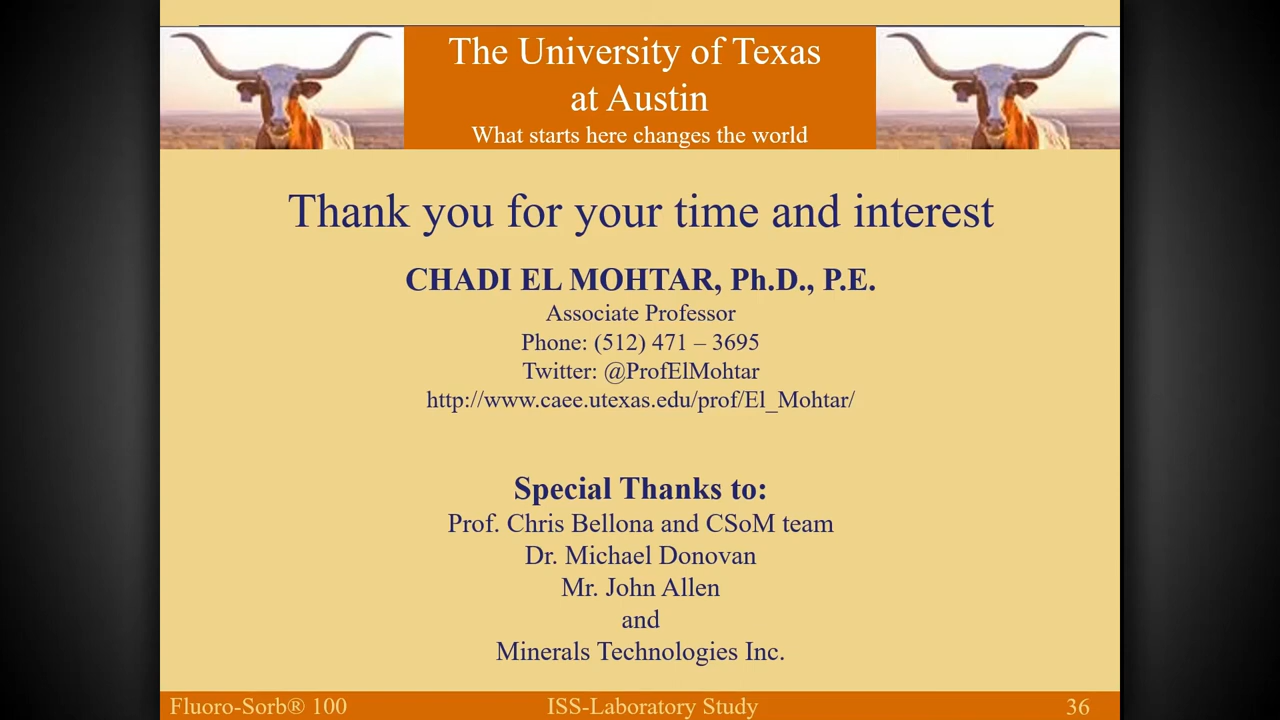 The University of Texas
at Austin
What starts here changes the world
Thank you for your time and interest
CHADI EL MOHTAR, Ph.D., P.E.
Associate Professor
Phone: (512) 471 – 3695
Twitter: @ProfElMohtar
http://www.caee.utexas.edu/prof/El_Mohtar/
Special Thanks to:
Prof. Chris Bellona and CSoM team
Dr. Michael Donovan
Mr. John Allen
and
Minerals Technologies Inc.
Fluoro-Sorb® 100 ISS-Laboratory Study 36